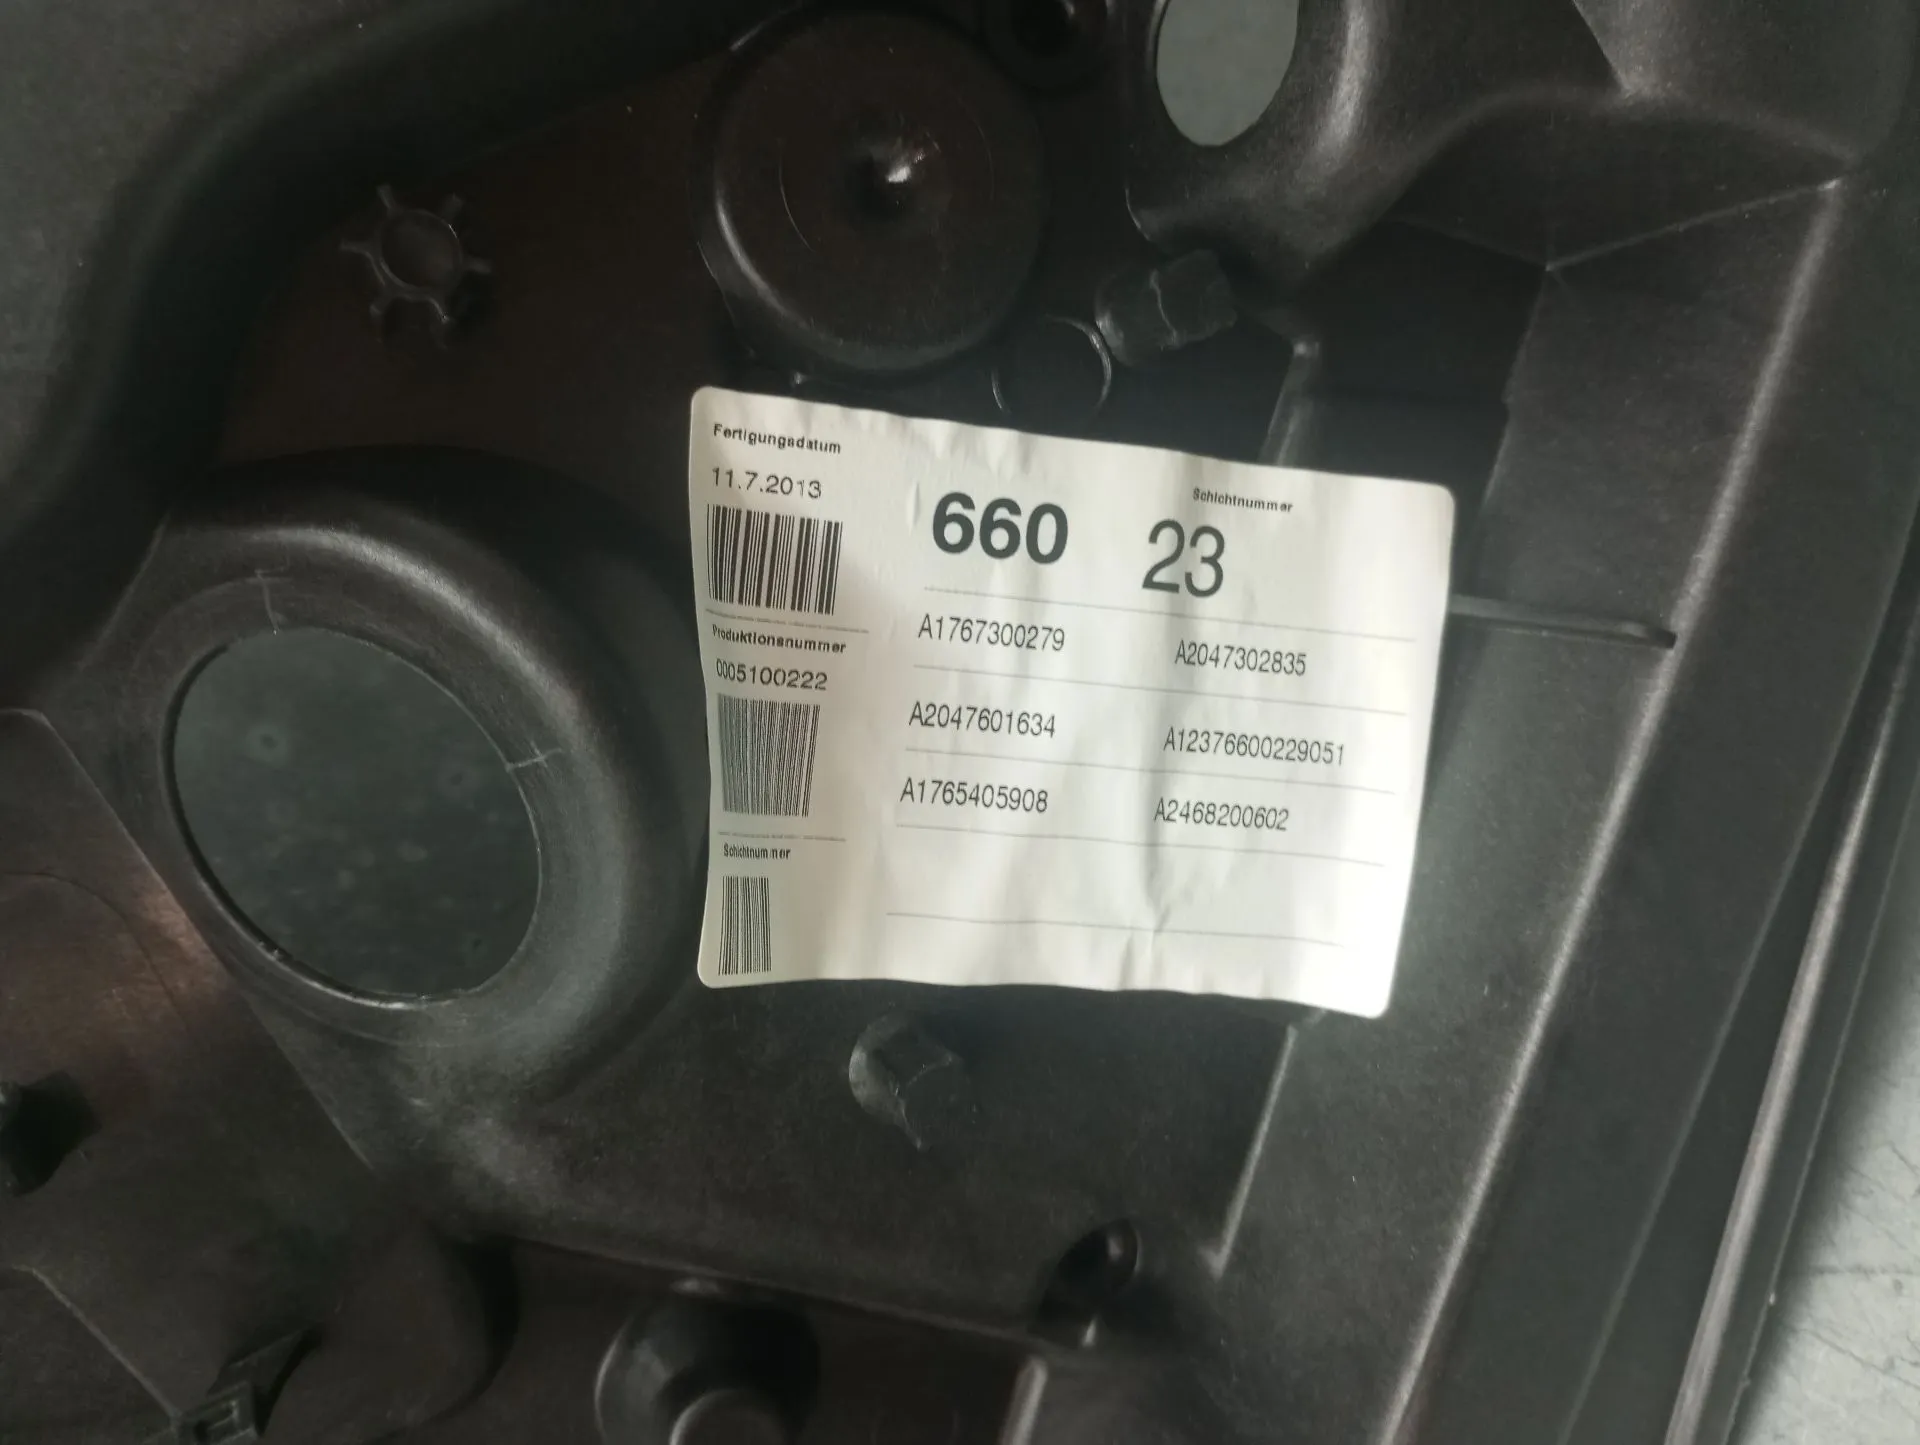 Fertigungsdatum
11.7.2013
660
Schichtnummer
23
Produktionsnummer
0005100222
A1767300279
A2047302835
A2047601634
A12376600229051
A1765405908
A2468200602
Schichtnummer